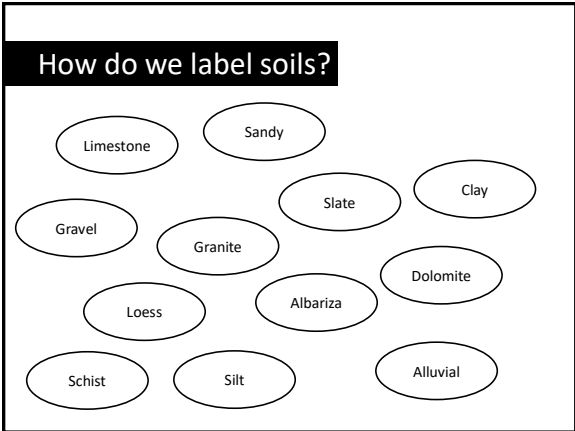 How do we label soils?
Limestone
Sandy
Slate
Clay
Gravel
Granite
Dolomite
Loess
Albariza
Schist
Silt
Alluvial